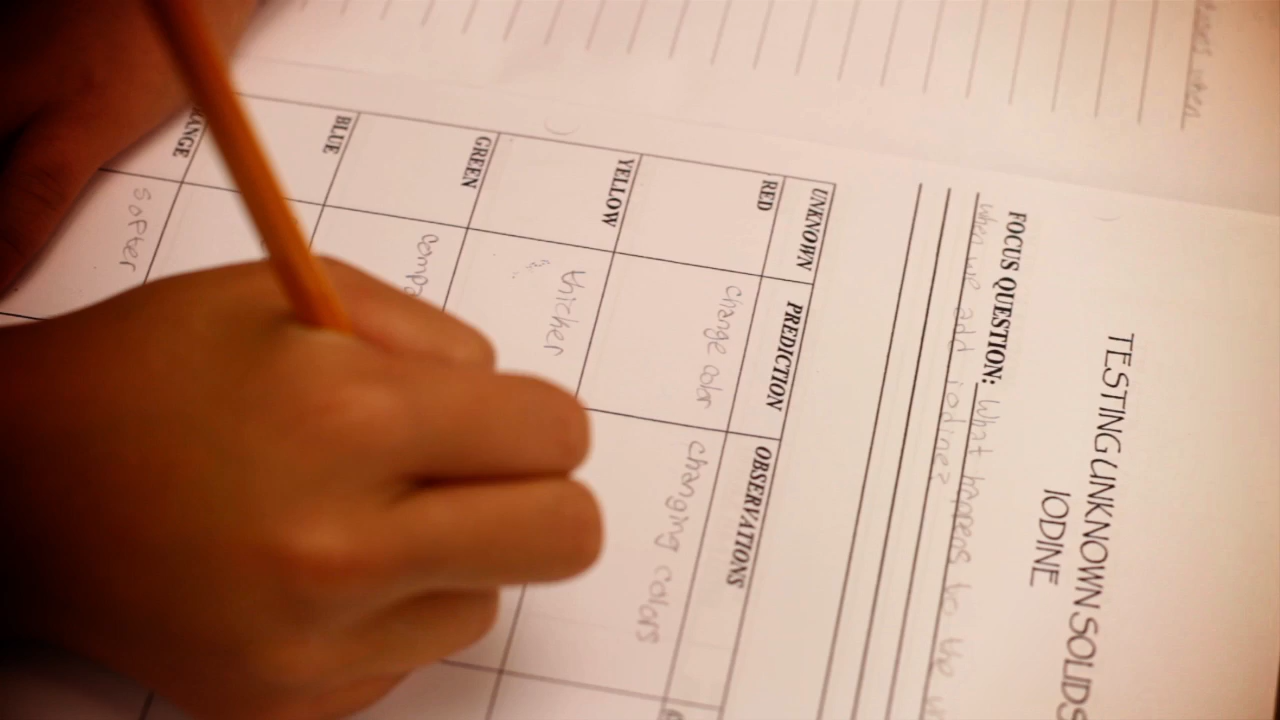 TESTING UNKNOWN SOLIDS
IODINE
FOCUS QUESTION: What happens to the
when we add iodine?
UNKNOWN PREDICTION OBSERVATIONS
RED change color changing colors
YELLOW thicker
GREEN
BLUE
softer
when